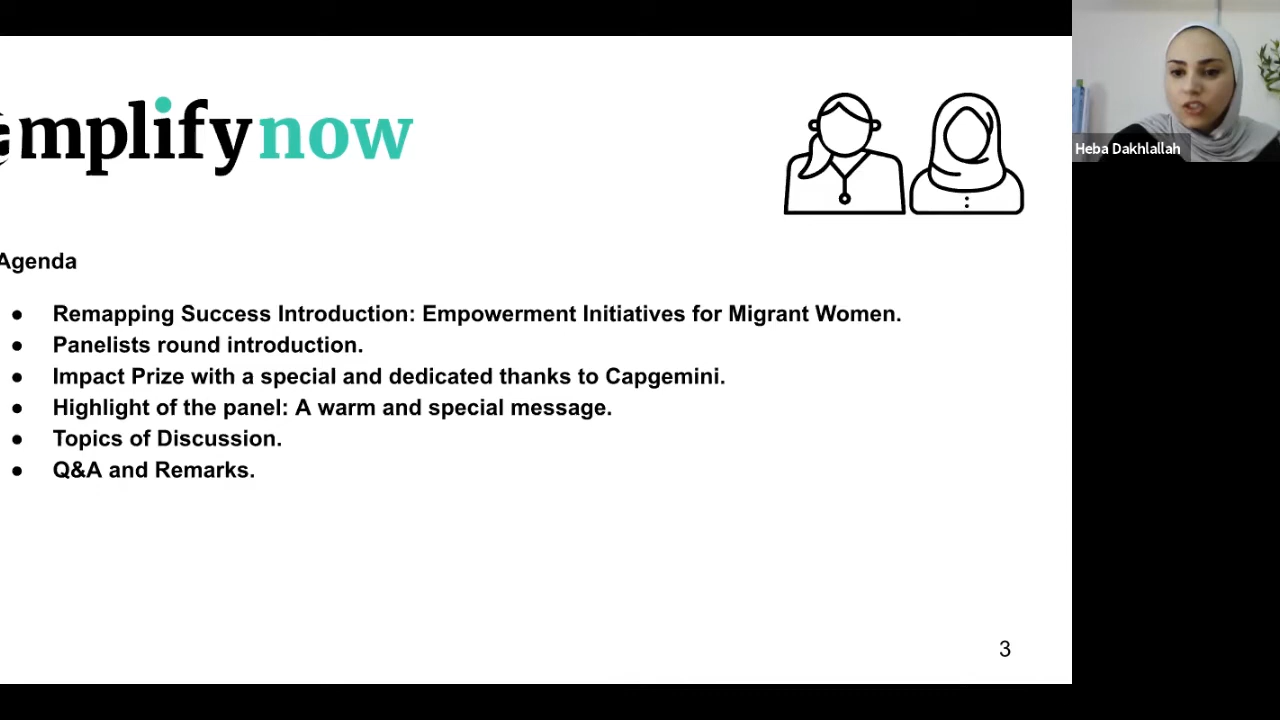 amplifynow
Heba Dakhlallah
Agenda
● Remapping Success Introduction: Empowerment Initiatives for Migrant Women.
● Panelists round introduction.
● Impact Prize with a special and dedicated thanks to Capgemini.
● Highlight of the panel: A warm and special message.
● Topics of Discussion.
● Q&A and Remarks.
3